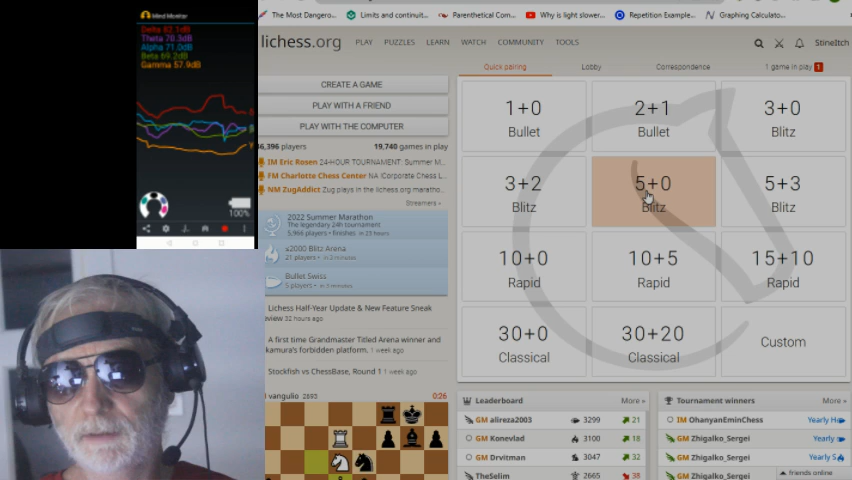 Mind Monitor
Delta 82.1dB
Theta 78.3dB
Alpha 71.0dB
Beta 69.2dB
Gamma 57.9dB
100%
The Most Dangero...
Limits and continuit...
Parenthetical Com...
Why is light slower...
Repetition Example...
Graphing Calculato...
lichess.org
PLAY
PUZZLES
LEARN
WATCH
COMMUNITY
TOOLS
StineItch
Quick pairing
Lobby
Correspondence
1 game in play 1
CREATE A GAME
PLAY WITH A FRIEND
PLAY WITH THE COMPUTER
6,396 players
19,740 games in play
IM Eric Rosen 24-HOUR TOURNAMENT: Summer M...
FM Charlotte Chess Center NA (Corporate Chess L
NM ZugAddict Zug plays in the lichess.org maratho...
Streamers »
2022 Summer Marathon
The legendary 24h tournament
5,966 players • finishes in 23 hours
≤2000 Blitz Arena
21 players • in 2 minutes
Bullet Swiss
5 players • in 3 minutes
Lichess Half-Year Update & New Feature Sneak
eview 32 hours ago
A first time Grandmaster Titled Arena winner and
kamura's forbidden platform. 1 week ago
Stockfish vs ChessBase, Round 1 1 week ago
vangulio 2695
0:26
1+0
Bullet
2+1
Bullet
3+0
Blitz
3+2
Blitz
5+0
Blitz
5+3
Blitz
10+0
Rapid
10+5
Rapid
15+10
Rapid
30+0
Classical
30+20
Classical
Custom
Leaderboard
More »
GM alireza2003 3299 21
GM Konevlad 3100 18
GM Drvitman 3047 32
TheSelim 2665 38
Tournament winners
More »
IM OhanyanEminChess Yearly H
GM Zhigalko_Sergei Yearly
GM Zhigalko_Sergei Yearly S
GM Zhigalko_Sergei
friends online